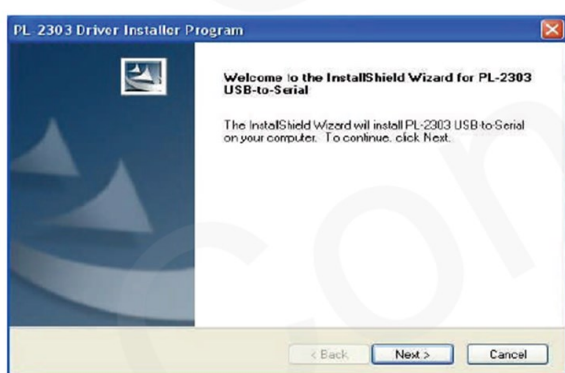 PL-2303 Driver Installer Program
Welcome to the InstallShield Wizard for PL-2303
USB-to-Serial
The InstallShield Wizard will install PL-2303 USB-to-Serial
on your computer. To continue, click Next.
< Back
Next >
Cancel